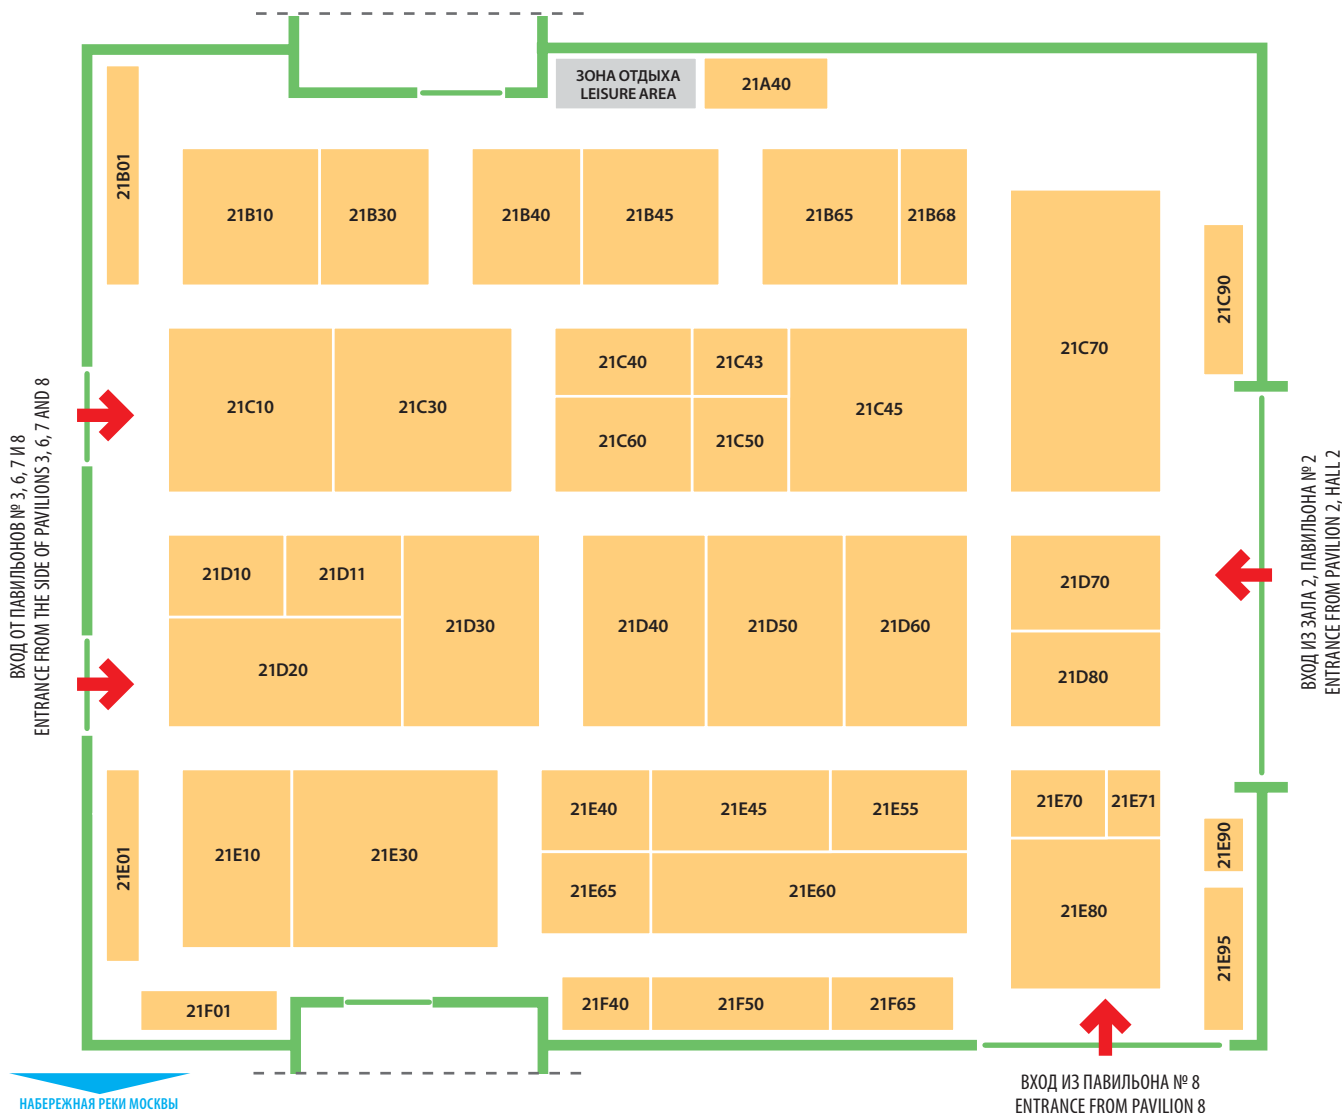 ЗОНА ОТДЫХА
LEISURE AREA
21A40
21B01
21B10
21B30
21B40
21B45
21B65
21B68
21C90
21C70
21C10
21C30
21C40
21C43
21C45
21C60
21C50
ВХОД ОТ ПАВИЛЬОНОВ № 3, 6, 7 И 8
ENTRANCE FROM THE SIDE OF PAVILIONS 3, 6, 7 AND 8
ВХОД ИЗ ЗАЛА 2, ПАВИЛЬОНА № 2
ENTRANCE FROM PAVILION 2, HALL 2
21D10
21D11
21D30
21D20
21D40
21D50
21D60
21D70
21D80
21E01
21E10
21E30
21E40
21E45
21E55
21E65
21E60
21E70
21E71
21E80
21E90
21E95
21F01
21F40
21F50
21F65
ВХОД ИЗ ПАВИЛЬОНА № 8
ENTRANCE FROM PAVILION 8
НАБЕРЕЖНАЯ РЕКИ МОСКВЫ